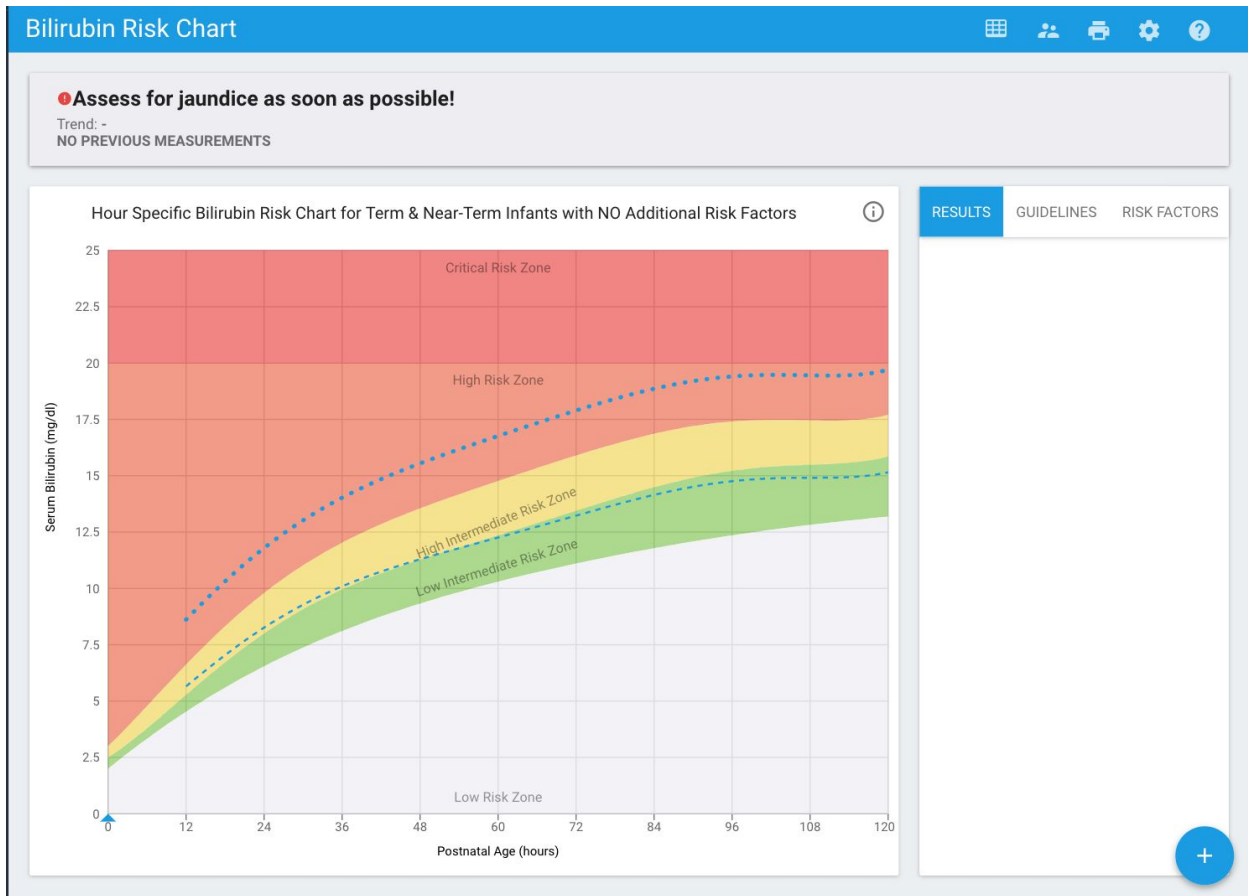 Bilirubin Risk Chart
Assess for jaundice as soon as possible!
Trend: -
NO PREVIOUS MEASUREMENTS
Hour Specific Bilirubin Risk Chart for Term & Near-Term Infants with NO Additional Risk Factors
RESULTS GUIDELINES RISK FACTORS
25
Critical Risk Zone
22.5
20
High Risk Zone
17.5
Serum Bilirubin (mg/dl)
15
High Intermediate Risk Zone
12.5
Low Intermediate Risk Zone
10
7.5
5
2.5
Low Risk Zone
0
0 12 24 36 48 60 72 84 96 108 120
Postnatal Age (hours)
+